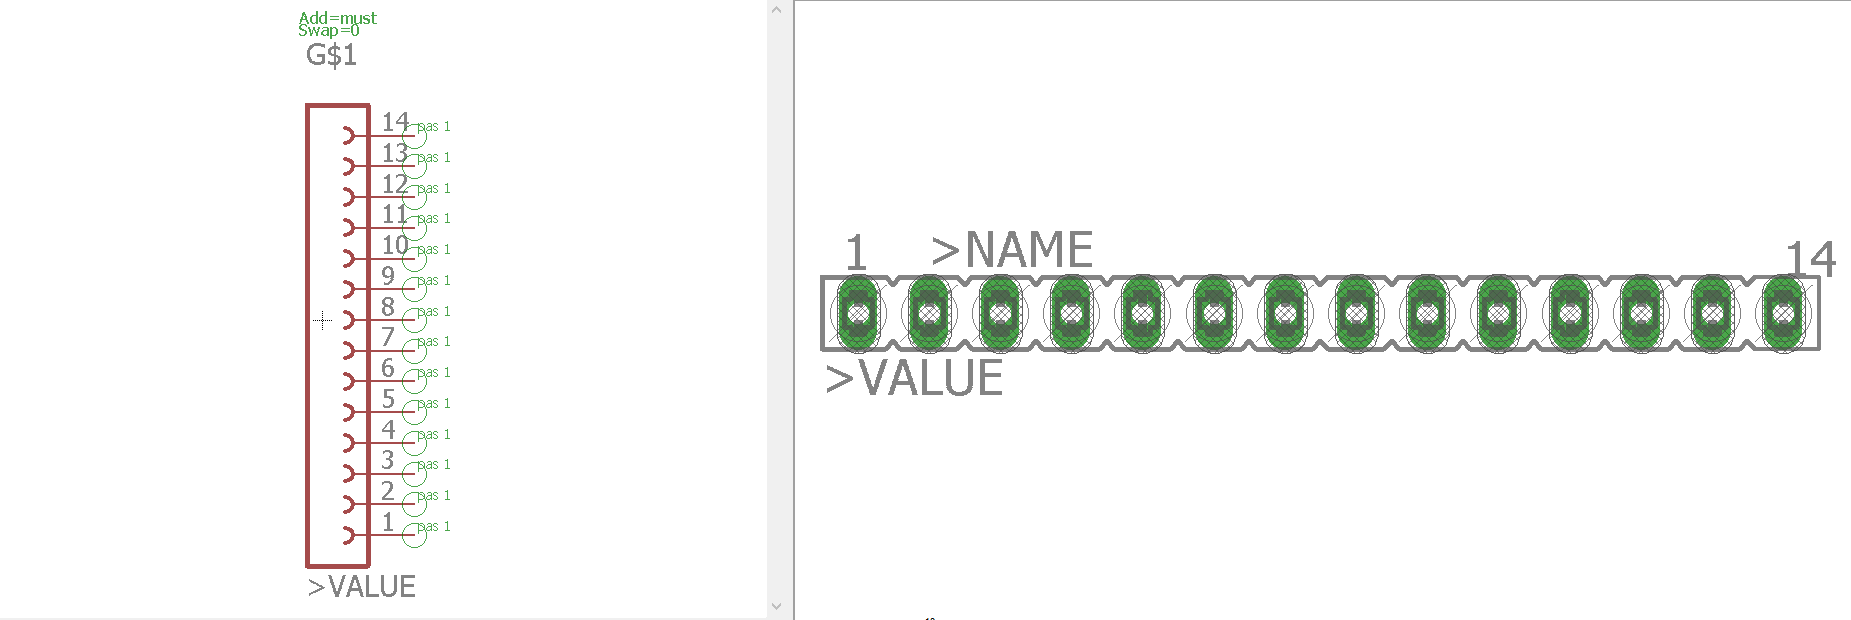 Add=must
Swap=0
G$1
14 pas 1
13 pas 1
12 pas 1
11 pas 1
10 pas 1
9 pas 1
8 pas 1
7 pas 1
6 pas 1
5 pas 1
4 pas 1
3 pas 1
2 pas 1
1 pas 1
>VALUE
1 >NAME 14
>VALUE